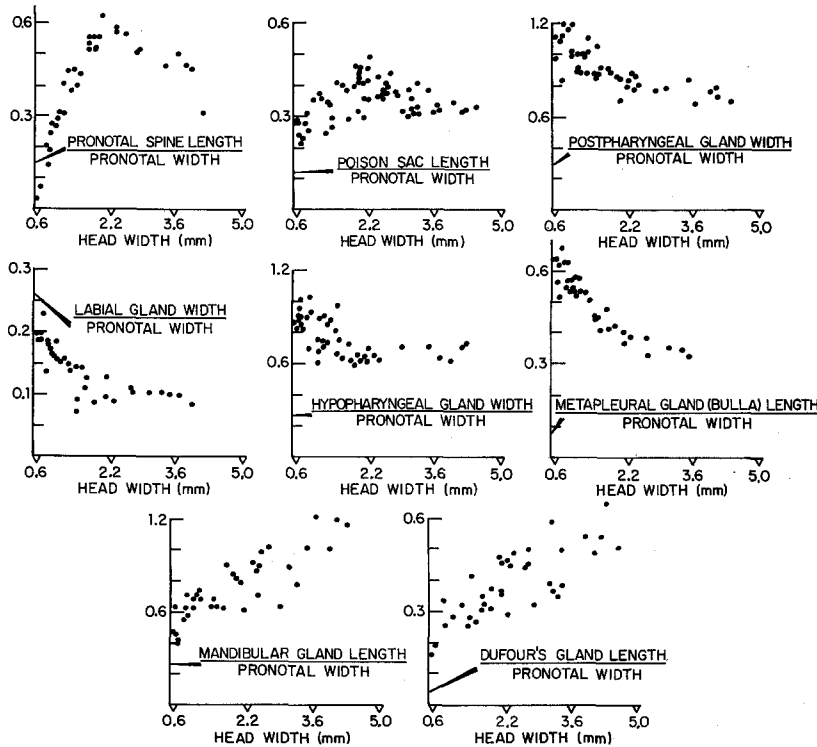 0.6
0.3
PRONOTAL SPINE LENGTH
PRONOTAL WIDTH
0.6 2.2 3.6 5.0
HEAD WIDTH (mm)
0.6
0.3
POISON SAC LENGTH
PRONOTAL WIDTH
0.6 2.2 3.6 5.0
HEAD WIDTH (mm)
1.2
0.8
POSTPHARYNGEAL GLAND WIDTH
PRONOTAL WIDTH
0.6 2.2 3.6 5.0
HEAD WIDTH (mm)
0.3
0.2
0.1
LABIAL GLAND WIDTH
PRONOTAL WIDTH
0.6 2.2 3.6 5.0
HEAD WIDTH (mm)
1.2
0.6
HYPOPHARYNGEAL GLAND WIDTH
PRONOTAL WIDTH
0.6 2.2 3.6 5.0
HEAD WIDTH (mm)
0.6
0.3
METAPLEURAL GLAND (BULLA) LENGTH
PRONOTAL WIDTH
0.6 2.2 3.6 5.0
HEAD WIDTH (mm)
1.2
0.6
MANDIBULAR GLAND LENGTH
PRONOTAL WIDTH
0.6 2.2 3.6 5.0
HEAD WIDTH (mm)
0.6
0.3
DUFOUR'S GLAND LENGTH
PRONOTAL WIDTH
0.6 2.2 3.6 5.0
HEAD WIDTH (mm)